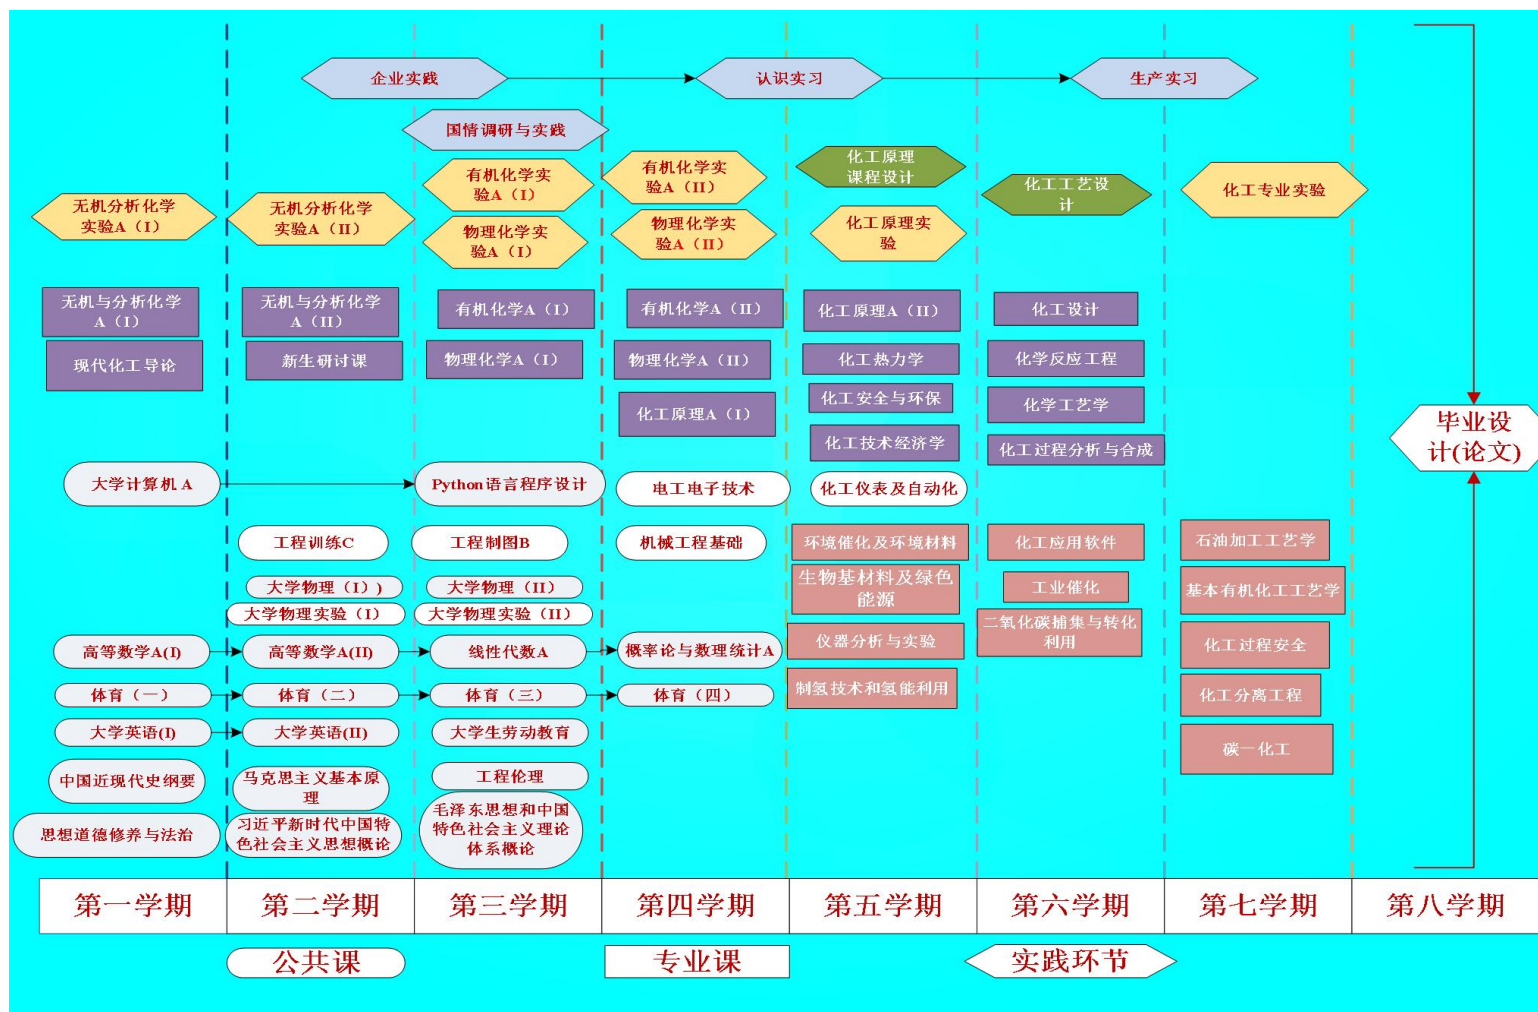 企业实践
认识实习
生产实习
国情调研与实践
无机分析化学
实验A（I）
无机分析化学
实验A（II）
有机化学实
验A（I）
物理化学实
验A（I）
有机化学实
验A（II）
物理化学实
验A（II）
化工原理
课程设计
化工原理实
验
化工工艺设
计
化工专业实验
无机与分析化学
A（I）
现代化工导论
无机与分析化学
A（II）
新生研讨课
有机化学A（I）
物理化学A（I）
有机化学A（II）
物理化学A（II）
化工原理A（I）
化工原理A（II）
化工热力学
化工安全与环保
化工技术经济学
化工设计
化学反应工程
化学工艺学
化工过程分析与合成
毕业设
计(论文)
大学计算机 A
Python语言程序设计
电工电子技术
化工仪表及自动化
工程训练C
工程制图B
机械工程基础
大学物理（I））
大学物理（II）
大学物理实验（I）
大学物理实验（II）
高等数学A(I)
高等数学A(II)
线性代数A
概率论与数理统计A
体育（一）
体育（二）
体育（三）
体育（四）
大学英语(I)
大学英语(II)
大学生劳动教育
中国近现代史纲要
马克思主义基本原
理
工程伦理
思想道德修养与法治
习近平新时代中国特
色社会主义思想概论
毛泽东思想和中国
特色社会主义理论
体系概论
环境催化及环境材料
生物基材料及绿色
能源
仪器分析与实验
制氢技术和氢能利用
化工应用软件
工业催化
二氧化碳捕集与转化
利用
石油加工工艺学
基本有机化工工艺学
化工过程安全
化工分离工程
碳一化工
第一学期
第二学期
第三学期
第四学期
第五学期
第六学期
第七学期
第八学期
公共课
专业课
实践环节